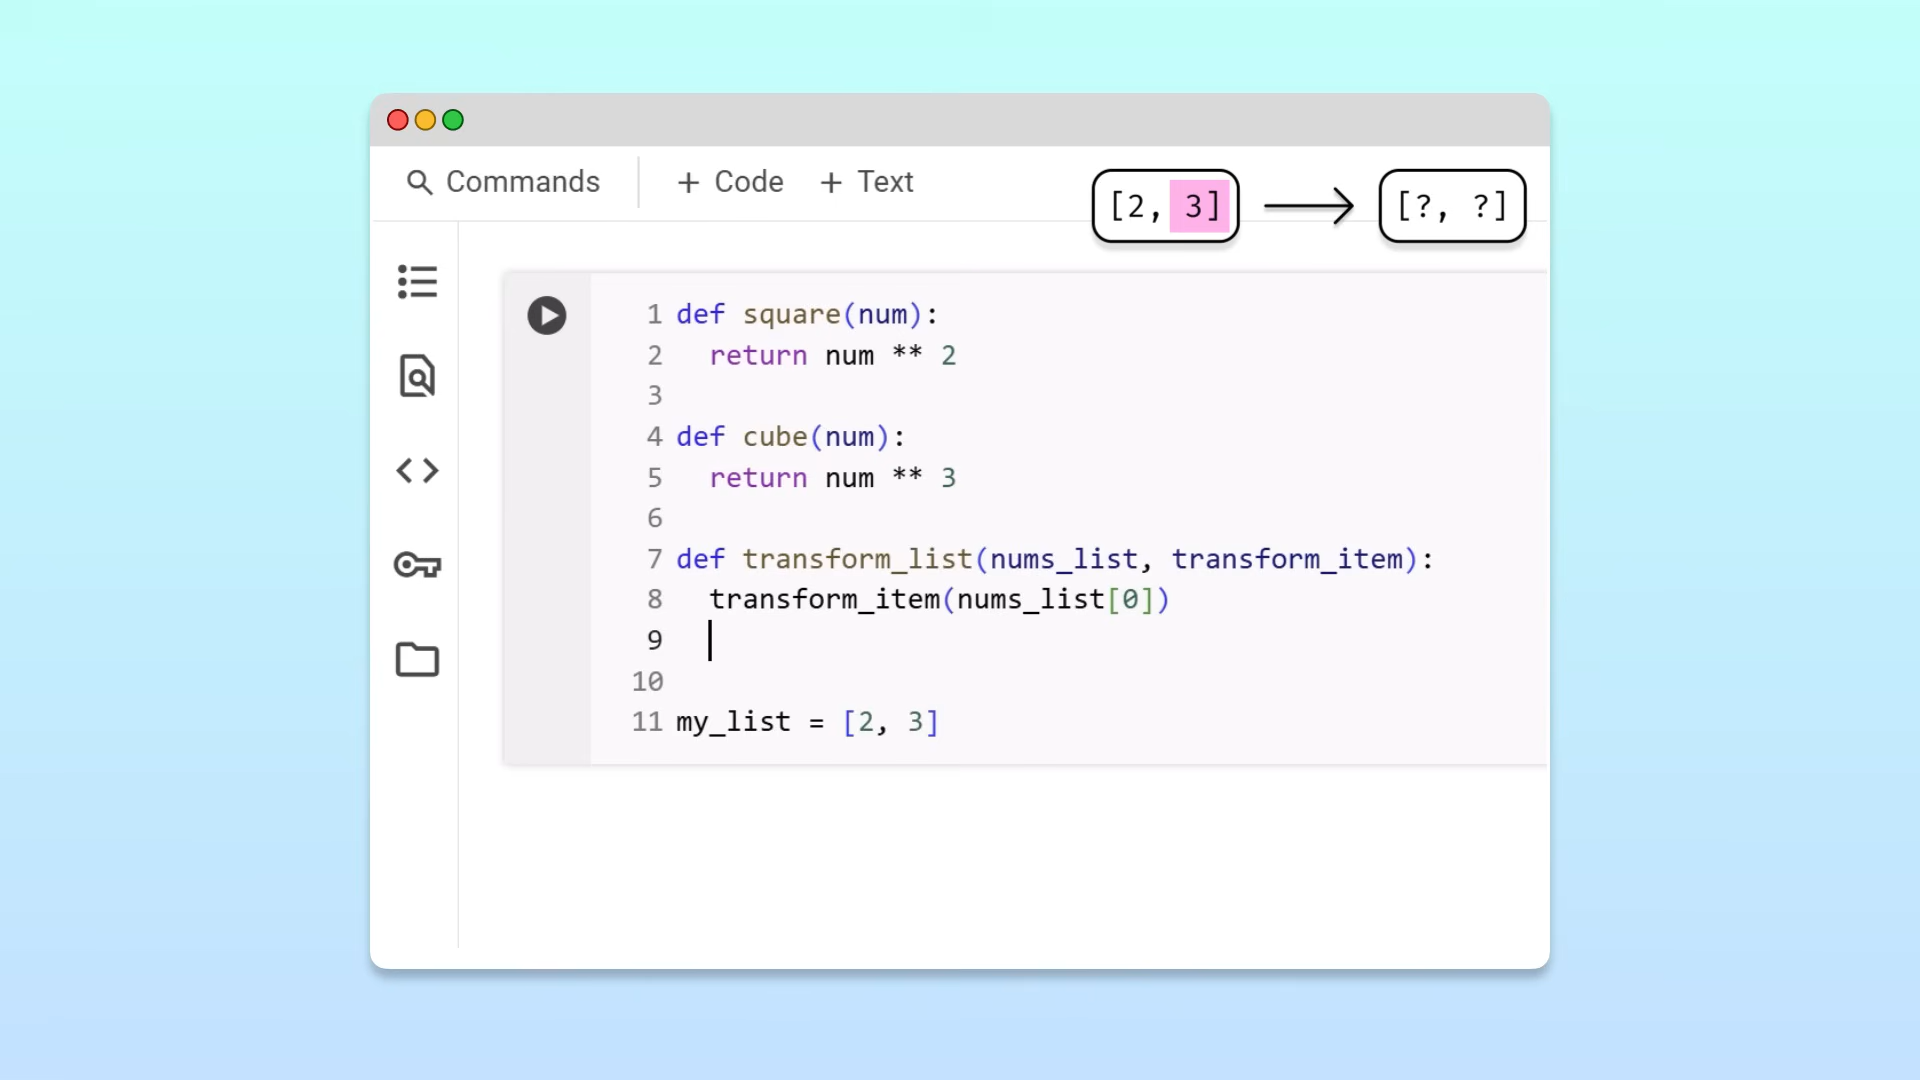 Commands + Code + Text
[2, 3] → [?, ?]
1 def square(num):
2   return num ** 2
3
4 def cube(num):
5   return num ** 3
6
7 def transform_list(nums_list, transform_item):
8   transform_item(nums_list[0])
9
10
11 my_list = [2, 3]